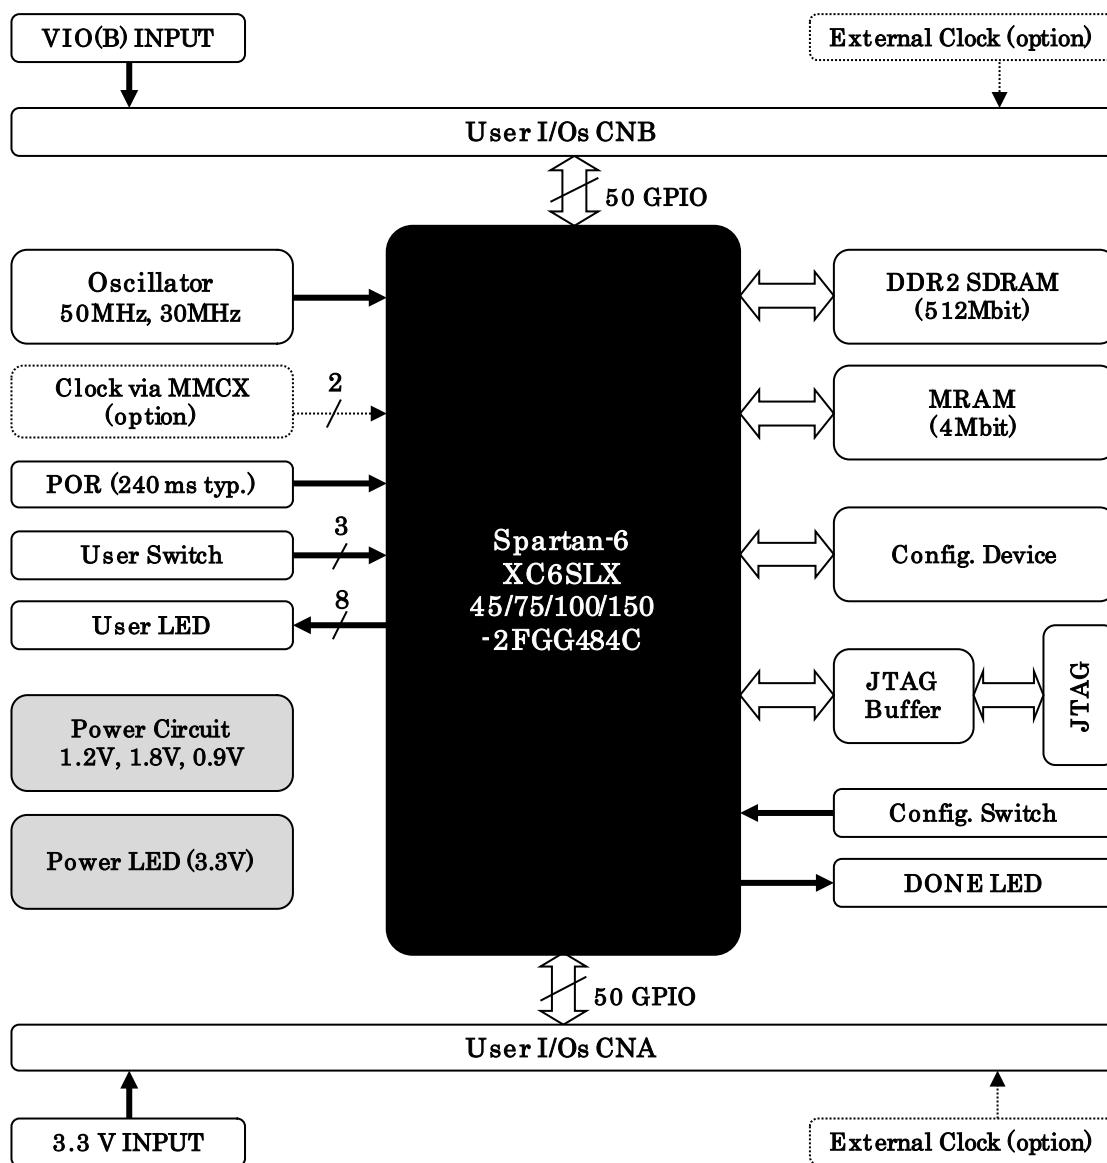 VIO(B) INPUT
External Clock (option)
User I/Os CNB
50 GPIO
Oscillator
50MHz, 30MHz
Clock via MMCX
(option)
2
POR (240 ms typ.)
User Switch
3
User LED
8
Power Circuit
1.2V, 1.8V, 0.9V
Power LED (3.3V)
Spartan-6
XC6SLX
45/75/100/150
-2FGG484C
DDR2 SDRAM
(512Mbit)
MRAM
(4Mbit)
Config. Device
JTAG
Buffer
JTAG
Config. Switch
DONE LED
50 GPIO
User I/Os CNA
3.3 V INPUT
External Clock (option)